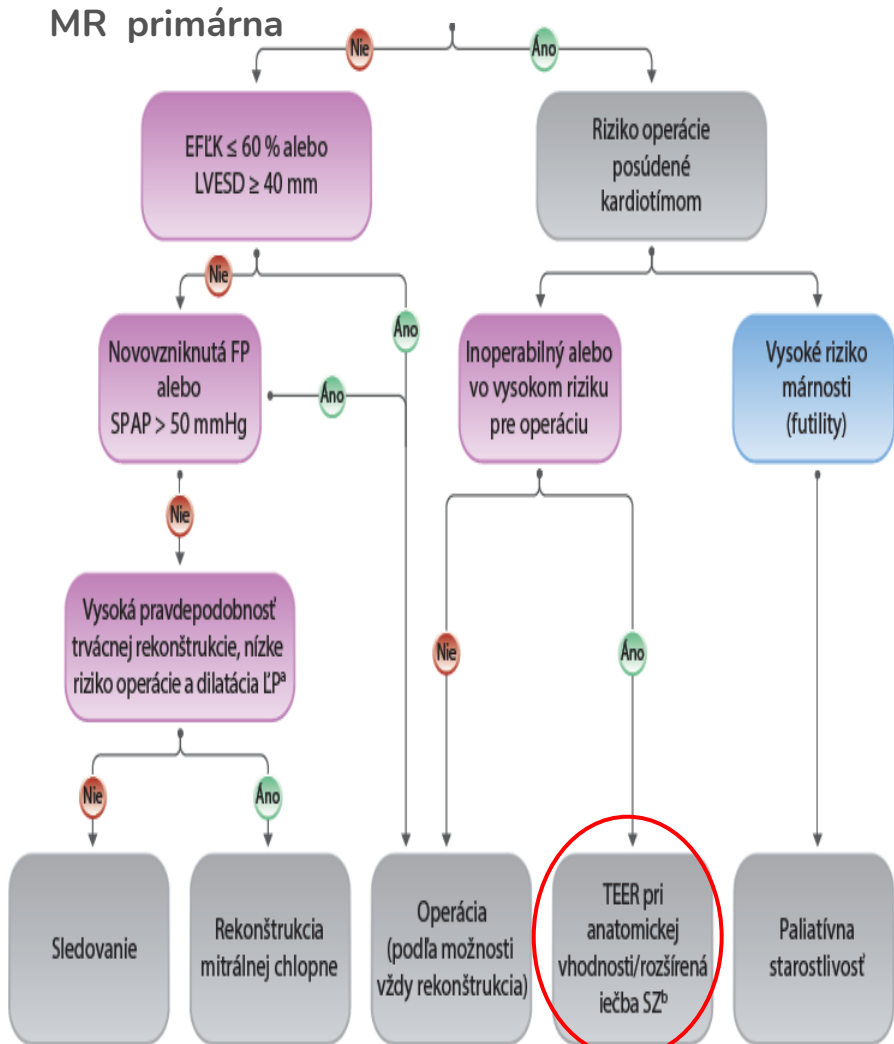 MR primárna
Nie
Áno
EFĽK ≤ 60 % alebo
LVESD ≥ 40 mm
Riziko operácie
posúdené
kardiotímom
Nie
Áno
Novovzniknutá FP
alebo
SPAP > 50 mmHg
Áno
Inoperabilný alebo
vo vysokom riziku
pre operáciu
Vysoké riziko
márnosti
(futility)
Nie
Vysoká pravdepodobnosť
trvácnej rekonštrukcie, nízke
riziko operácie a dilatácia ĽPᵃ
Nie
Áno
Nie
Áno
Sledovanie
Rekonštrukcia
mitrálnej chlopne
Operácia
(podľa možnosti
vždy rekonštrukcia)
TEER pri
anatomickej
vhodnosti/rozšírená
iečba SZᵇ
Paliatívna
starostlivosť